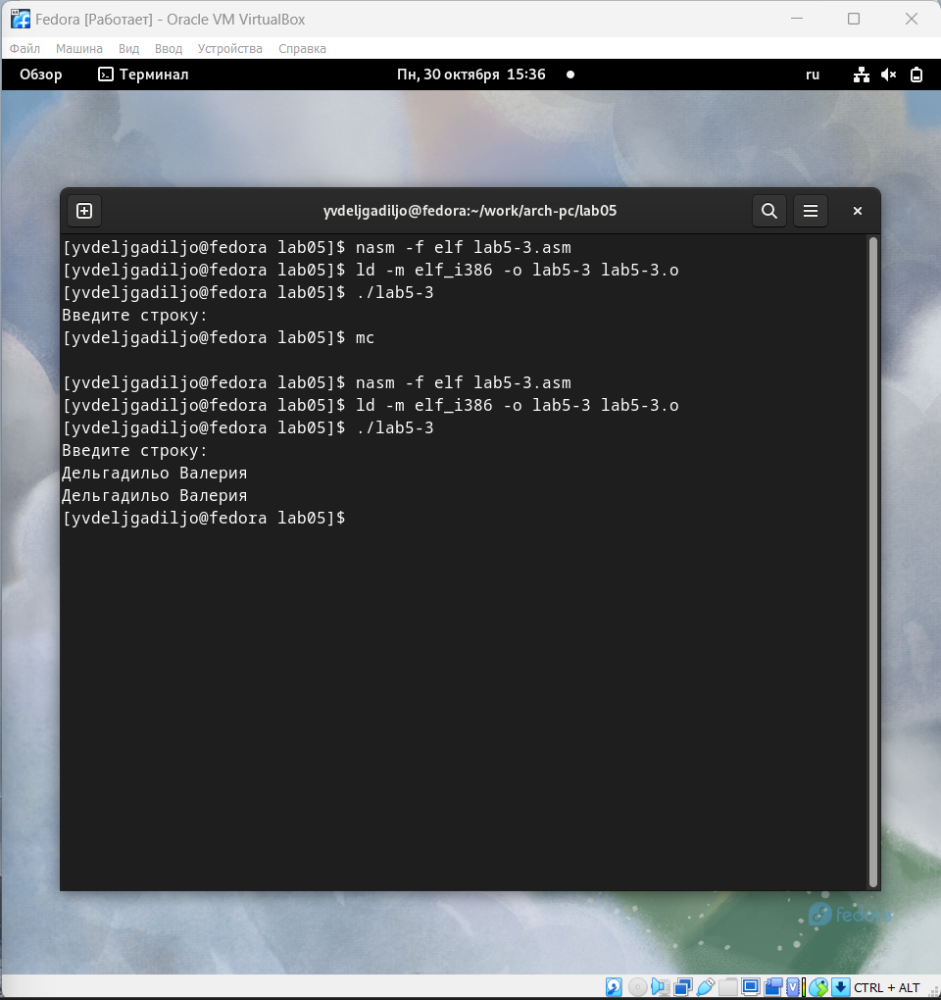 Fedora [Работает] - Oracle VM VirtualBox
Файл Машина Вид Ввод Устройства Справка
Обзор Терминал Пн, 30 октября 15:36 ru
yvdeljgadiljo@fedora:~/work/arch-pc/lab05
[yvdeljgadiljo@fedora lab05]$ nasm -f elf lab5-3.asm
[yvdeljgadiljo@fedora lab05]$ ld -m elf_i386 -o lab5-3 lab5-3.o
[yvdeljgadiljo@fedora lab05]$ ./lab5-3
Введите строку:
[yvdeljgadiljo@fedora lab05]$ mc
[yvdeljgadiljo@fedora lab05]$ nasm -f elf lab5-3.asm
[yvdeljgadiljo@fedora lab05]$ ld -m elf_i386 -o lab5-3 lab5-3.o
[yvdeljgadiljo@fedora lab05]$ ./lab5-3
Введите строку:
Дельгадильо Валерия
Дельгадильо Валерия
[yvdeljgadiljo@fedora lab05]$
fedora
CTRL + ALT